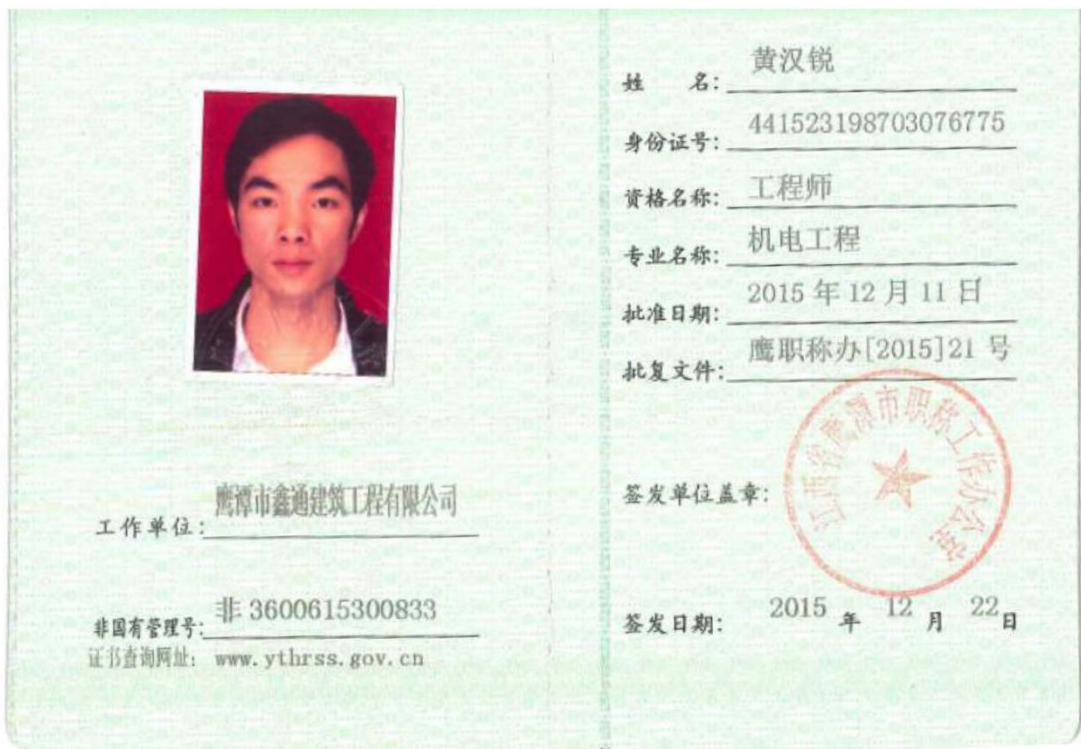 工作单位：鹰潭市鑫通建筑工程有限公司
非国有管理号：非 3600615300833
证书查询网址：www.ythrss.gov.cn
姓 名：黄汉锐
身份证号：441523198703076775
资格名称：工程师
专业名称：机电工程
批准日期：2015 年 12 月 11 日
批复文件：鹰职称办[2015]21 号
江西省鹰潭市职称工作办公室
签发单位盖章：
签发日期：2015 年 12 月 22 日